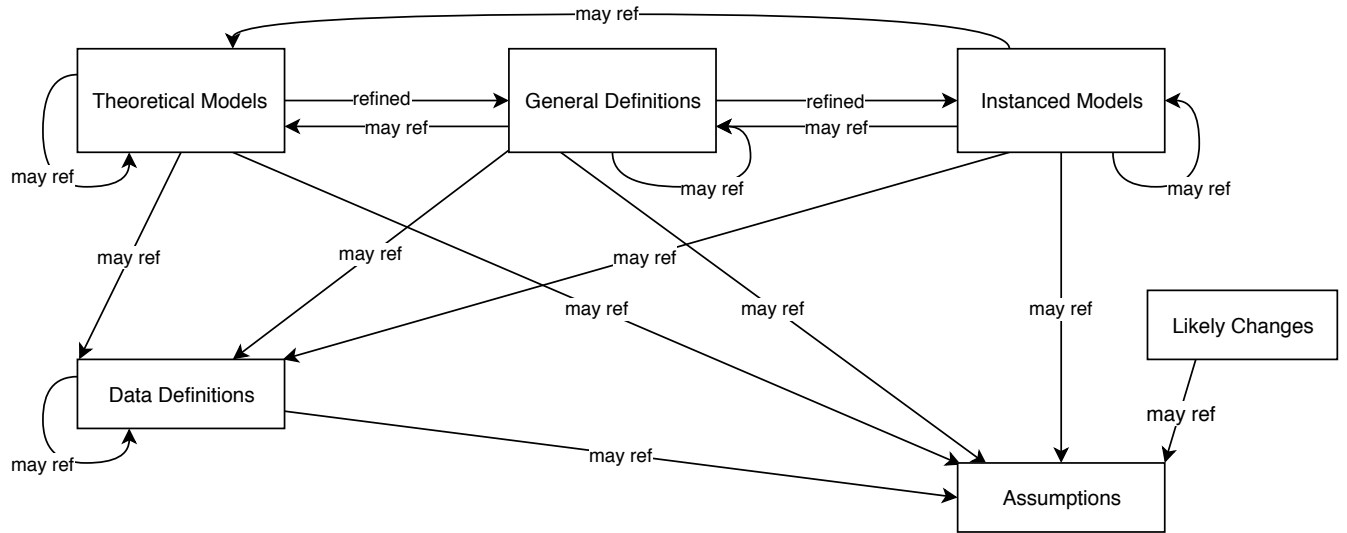 may ref
Theoretical Models
refined
General Definitions
refined
Instanced Models
may ref
may ref
may ref
may ref
may ref
may ref
may ref
may ref
may ref
may ref
may ref
may ref
Likely Changes
Data Definitions
may ref
may ref
may ref
Assumptions